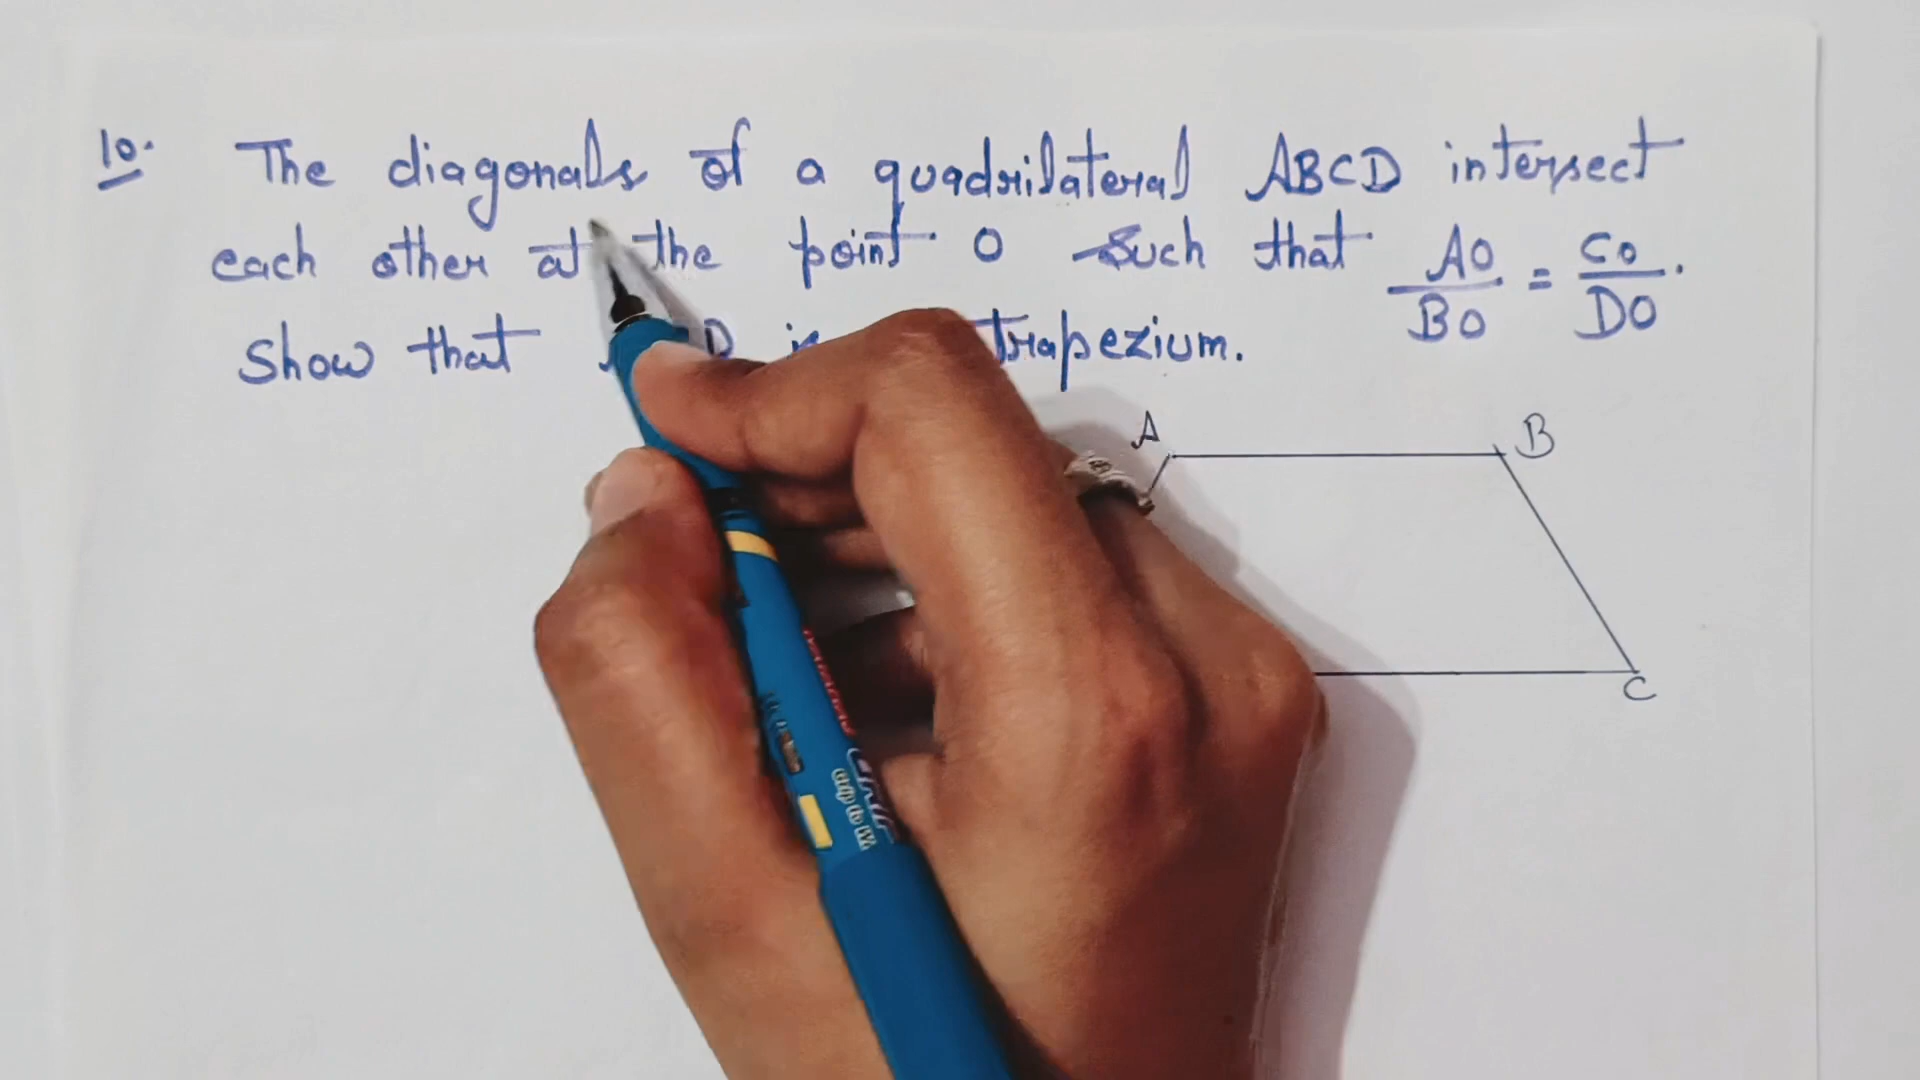 10. The diagonals of a quadrilateral ABCD intersect
each other at the point O such that AO/BO = CO/DO.
Show that D is trapezium.
A
B
C